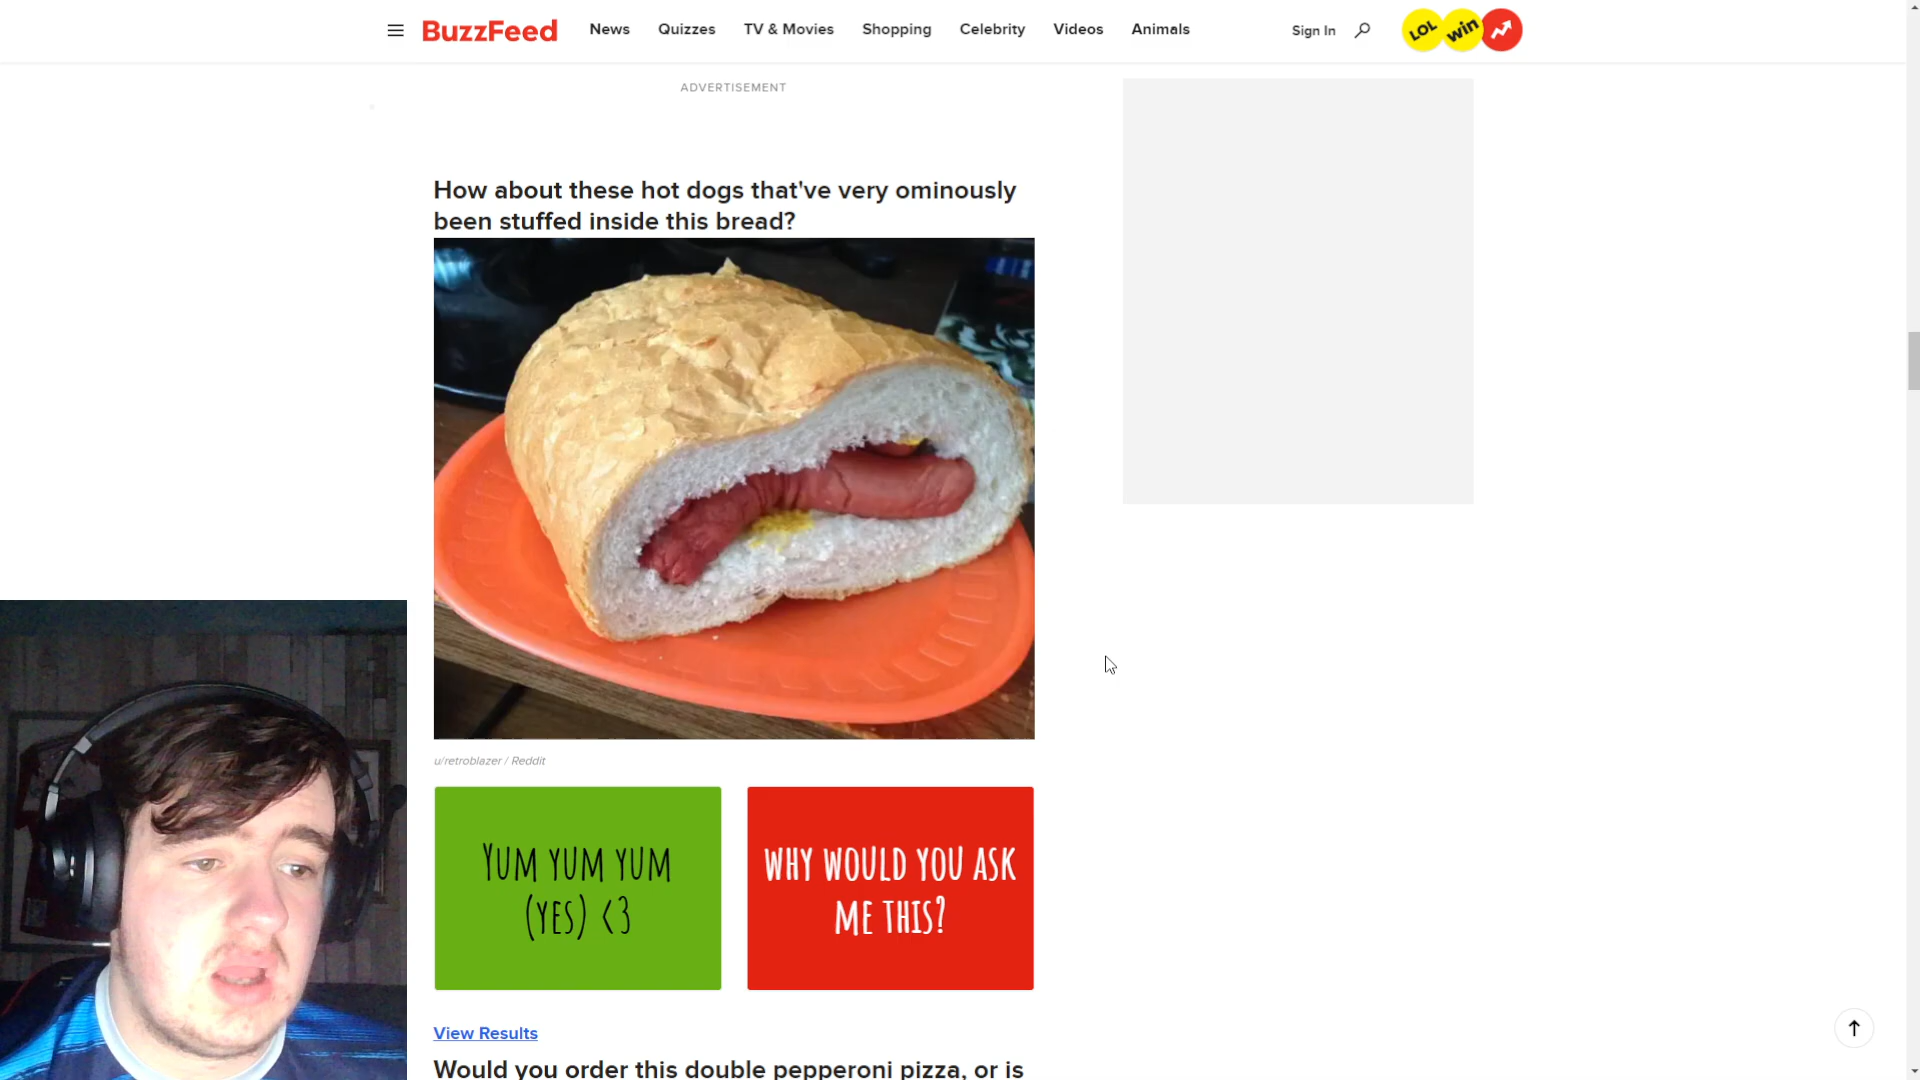 BuzzFeed News Quizzes TV & Movies Shopping Celebrity Videos Animals Sign In LOL win
ADVERTISEMENT
How about these hot dogs that've very ominously
been stuffed inside this bread?
u/retroblazer / Reddit
YUM YUM YUM
(YES) <3
WHY WOULD YOU ASK
ME THIS?
View Results
Would you order this double pepperoni pizza, or is